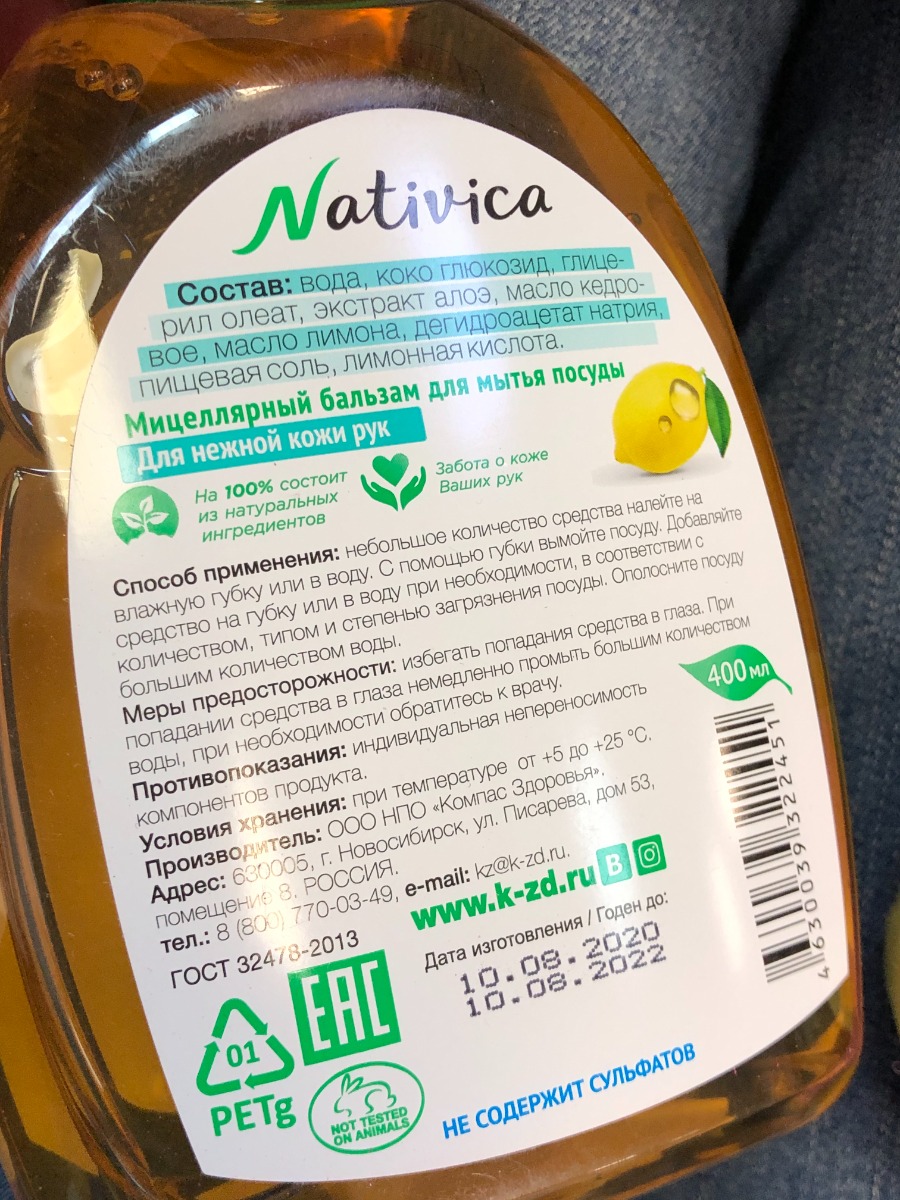 Nativica
Состав: вода, коко глюкозид, глице-
рил олеат, экстракт алоэ, масло кедро-
вое, масло лимона, дегидроацетат натрия,
пищевая соль, лимонная кислота.
Мицеллярный бальзам для мытья посуды
Для нежной кожи рук
На 100% состоит
из натуральных
ингредиентов
Забота о коже
Ваших рук
Способ применения: небольшое количество средства налейте на
влажную губку или в воду. С помощью губки вымойте посуду. Добавляйте
средство на губку или в воду при необходимости, в соответствии с
количеством, типом и степенью загрязнения посуды. Ополосните посуду
большим количеством воды.
Меры предосторожности: избегать попадания средства в глаза. При
попадании средства в глаза немедленно промыть большим количеством
воды, при необходимости обратитесь к врачу.
Противопоказания: индивидуальная непереносимость
компонентов продукта.
Условия хранения: при температуре от +5 до +25 °С.
Производитель: ООО НПО «Компас Здоровья».
Адрес: 630005, г. Новосибирск, ул. Писарева, дом 53,
помещение 8. РОССИЯ.
тел.: 8 (800) 770-03-49, e-mail: kz@k-zd.ru.
www.k-zd.ru
В
400 мл
4630039322451
ГОСТ 32478-2013
Дата изготовления / Годен до:
10.08.2020
10.08.2022
EAC
01
PETg
NOT TESTED
ON ANIMALS
НЕ СОДЕРЖИТ СУЛЬФАТОВ